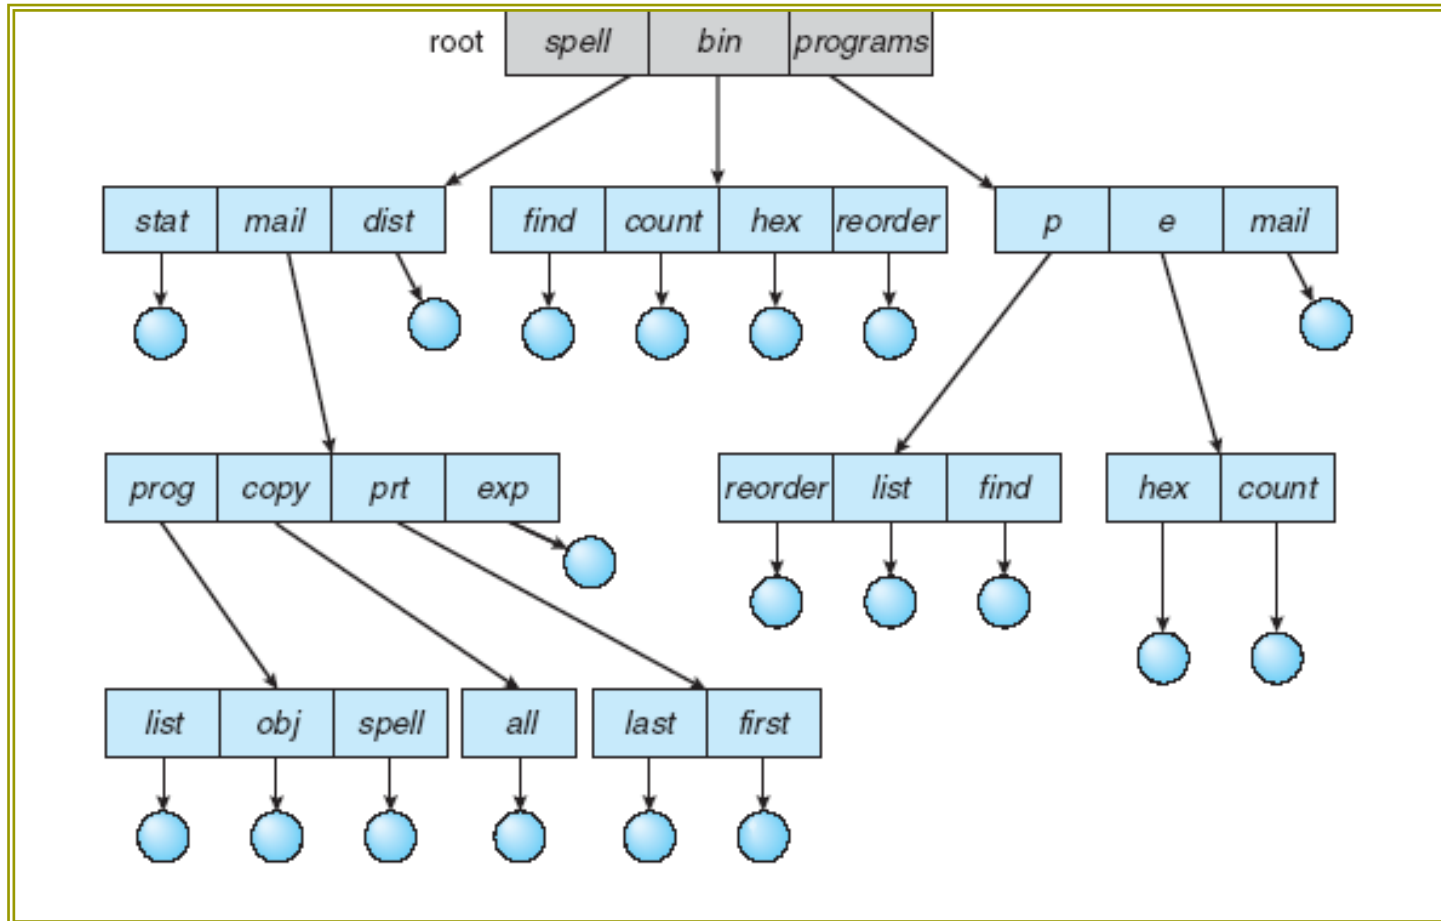 root spell bin programs
stat mail dist find count hex reorder p e mail
prog copy prt exp reorder list find hex count
list obj spell all last first